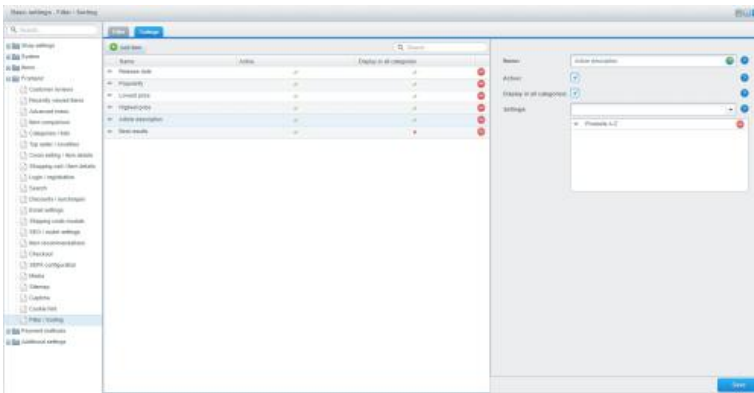 Basic settings - Filter / Sorting
Search
Shop settings
System
Items
Frontend
Customer reviews
Recently viewed items
Advanced menu
Item comparison
Categories / lists
Top seller / novelties
Cross selling / item details
Shopping cart / item details
Login / registration
Search
Discounts / surcharges
Email settings
Shipping costs module
SEO / router settings
Item recommendations
Checkout
SEPA configuration
Media
Sitemap
Captcha
Cookie hint
Filter / Sorting
Payment methods
Additional settings
Filter
Sortings
Add item
Search
Name
Active
Display in all categories
Release date
Popularity
Lowest price
Highest price
Article description
Best results
Name:
Article description
Active:
Display in all categories:
Settings:
Products A-Z
Save